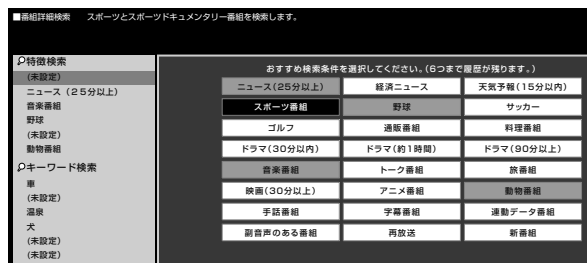 ■番組詳細検索 スポーツとスポーツドキュメンタリー番組を検索します。
特徴検索
(未設定)
ニュース (25分以上)
音楽番組
野球
(未設定)
動物番組
キーワード検索
車
(未設定)
温泉
犬
(未設定)
(未設定)
おすすめ検索条件を選択してください。(6つまで履歴が残ります。)
ニュース(25分以上) 経済ニュース 天気予報(15分以内)
スポーツ番組 野球 サッカー
ゴルフ 通販番組 料理番組
ドラマ(30分以内) ドラマ(約1時間) ドラマ(90分以上)
音楽番組 トーク番組 旅番組
映画(30分以上) アニメ番組 動物番組
手話番組 字幕番組 連動データ番組
副音声のある番組 再放送 新番組